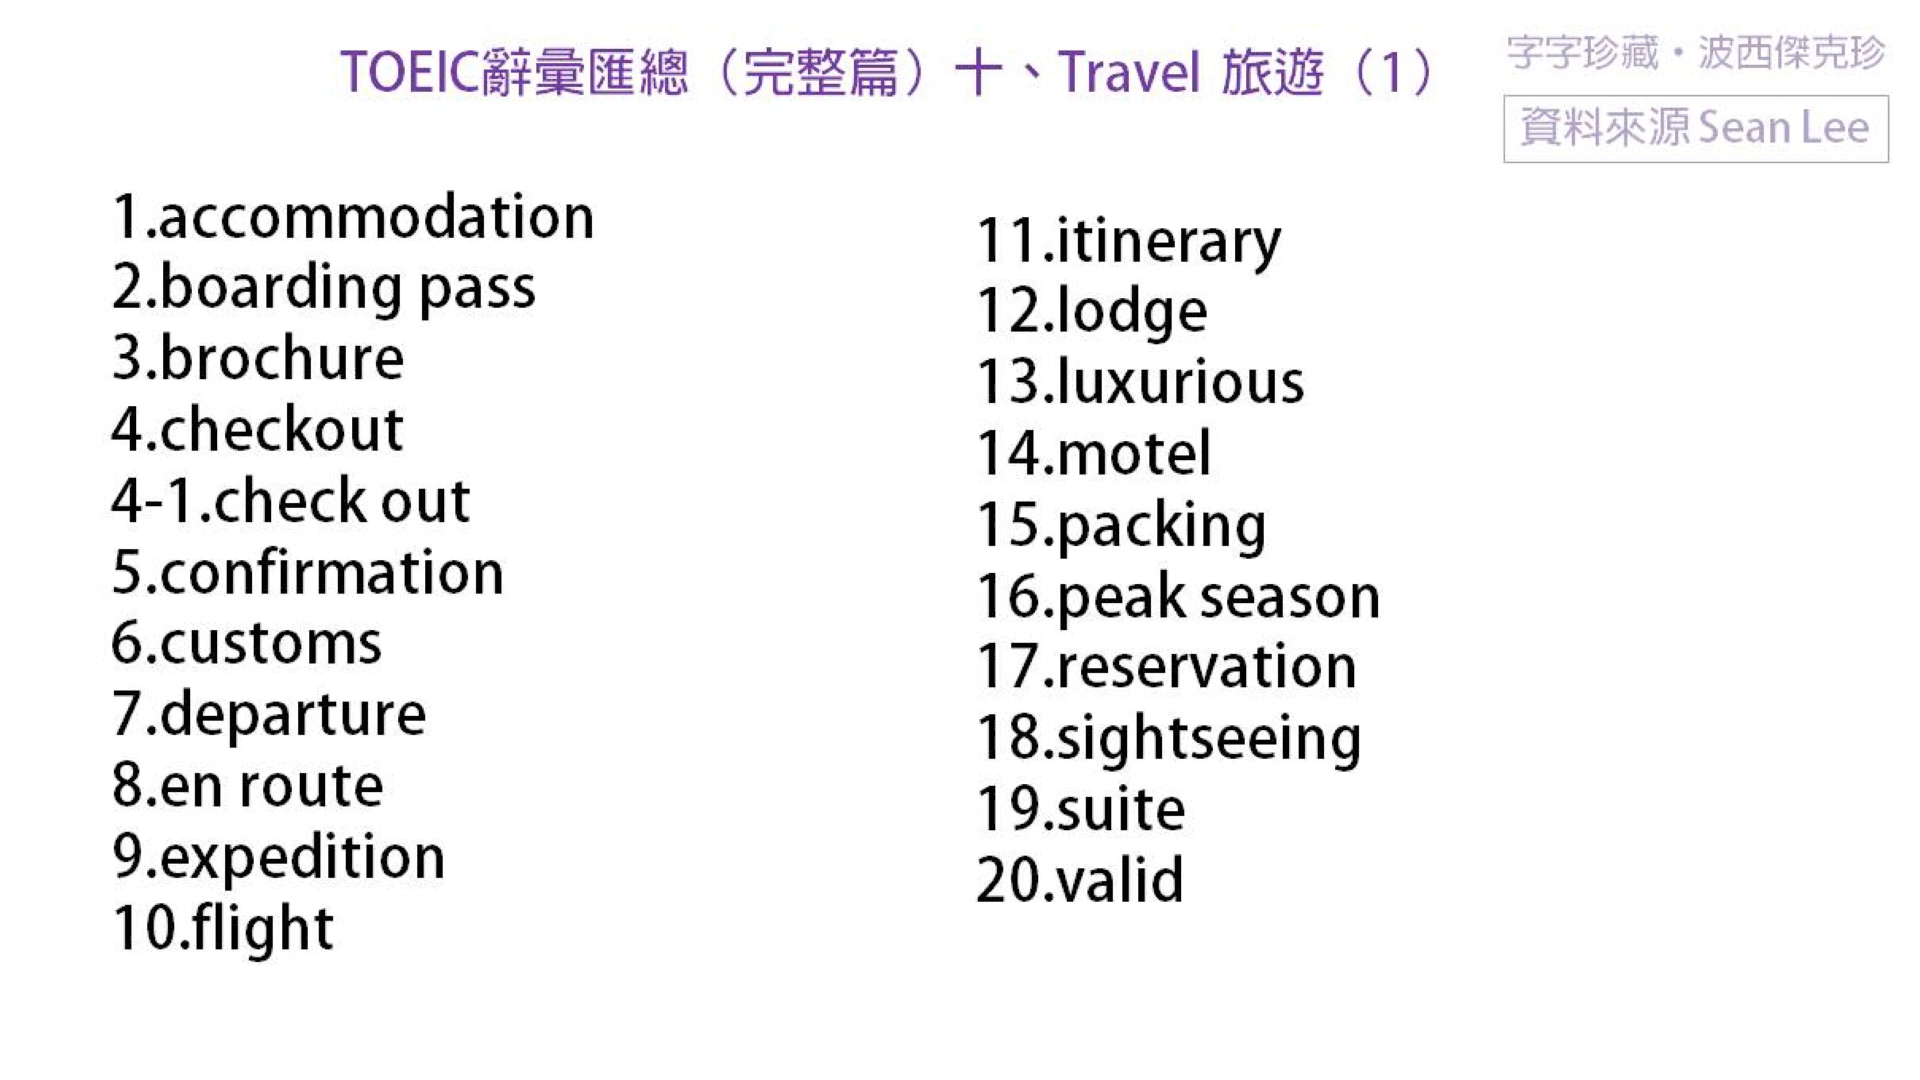 TOEIC辭彙匯總（完整篇）十、Travel 旅遊（1）
字字珍藏・波西傑克珍
資料來源 Sean Lee
1.accommodation
2.boarding pass
3.brochure
4.checkout
4-1.check out
5.confirmation
6.customs
7.departure
8.en route
9.expedition
10.flight
11.itinerary
12.lodge
13.luxurious
14.motel
15.packing
16.peak season
17.reservation
18.sightseeing
19.suite
20.valid